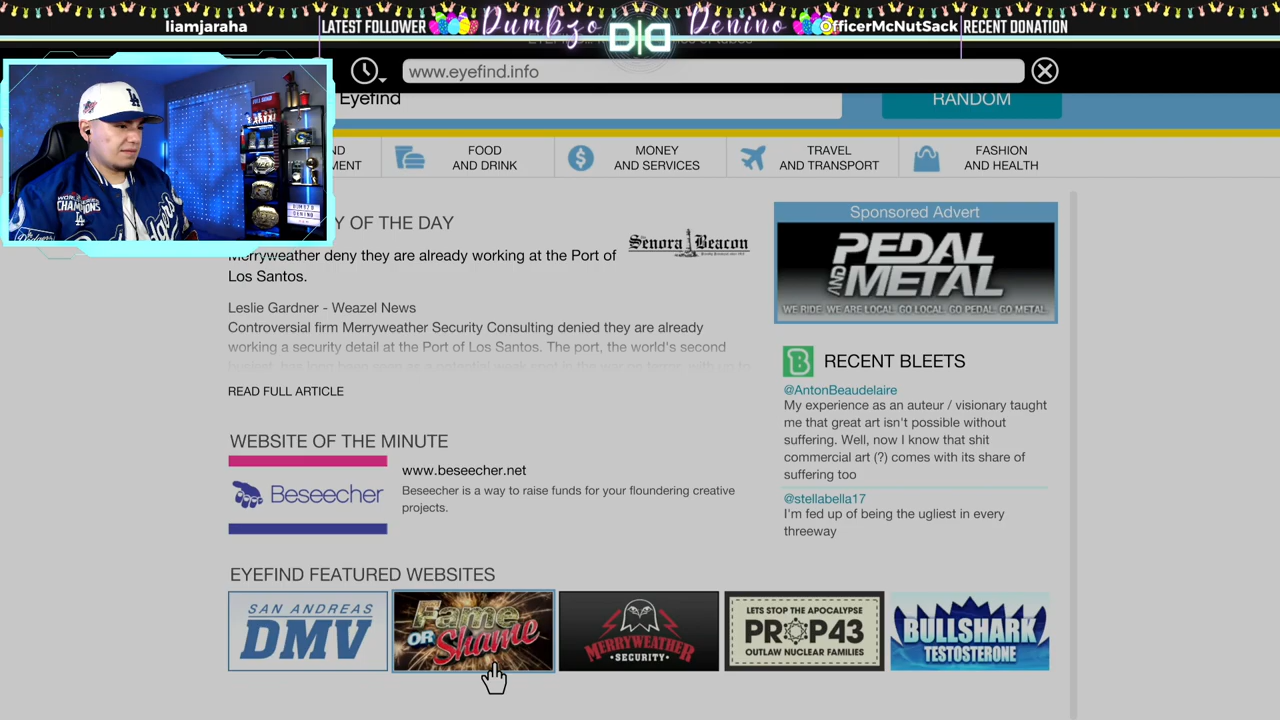 liamjaraha
LATEST FOLLOWER
Dumbzo
D|D
Denino
OfficerMcNutSack
RECENT DONATION
www.eyefind.info
Eyefind
RANDOM
FOOD
AND DRINK
MONEY
AND SERVICES
TRAVEL
AND TRANSPORT
FASHION
AND HEALTH
Y OF THE DAY
Merryweather deny they are already working at the Port of
Los Santos.
Senora Beacon
Leslie Gardner - Weazel News
Controversial firm Merryweather Security Consulting denied they are already
working a security detail at the Port of Los Santos. The port, the world's second
READ FULL ARTICLE
Sponsored Advert
PEDAL
AND METAL
WE RIDE. WE ARE LOCAL. GO LOCAL. GO PEDAL. GO METAL.
B RECENT BLEETS
@AntonBeaudelaire
My experience as an auteur / visionary taught
me that great art isn't possible without
suffering. Well, now I know that shit
commercial art (?) comes with its share of
suffering too
@stellabella17
I'm fed up of being the ugliest in every
threeway
WEBSITE OF THE MINUTE
Beseecher
www.beseecher.net
Beseecher is a way to raise funds for your floundering creative
projects.
EYEFIND FEATURED WEBSITES
SAN ANDREAS
DMV
Fame
OR Shame
MERRYWEATHER
SECURITY
LETS STOP THE APOCALYPSE
PROP43
OUTLAW NUCLEAR FAMILIES
BULLSHARK
TESTOSTERONE